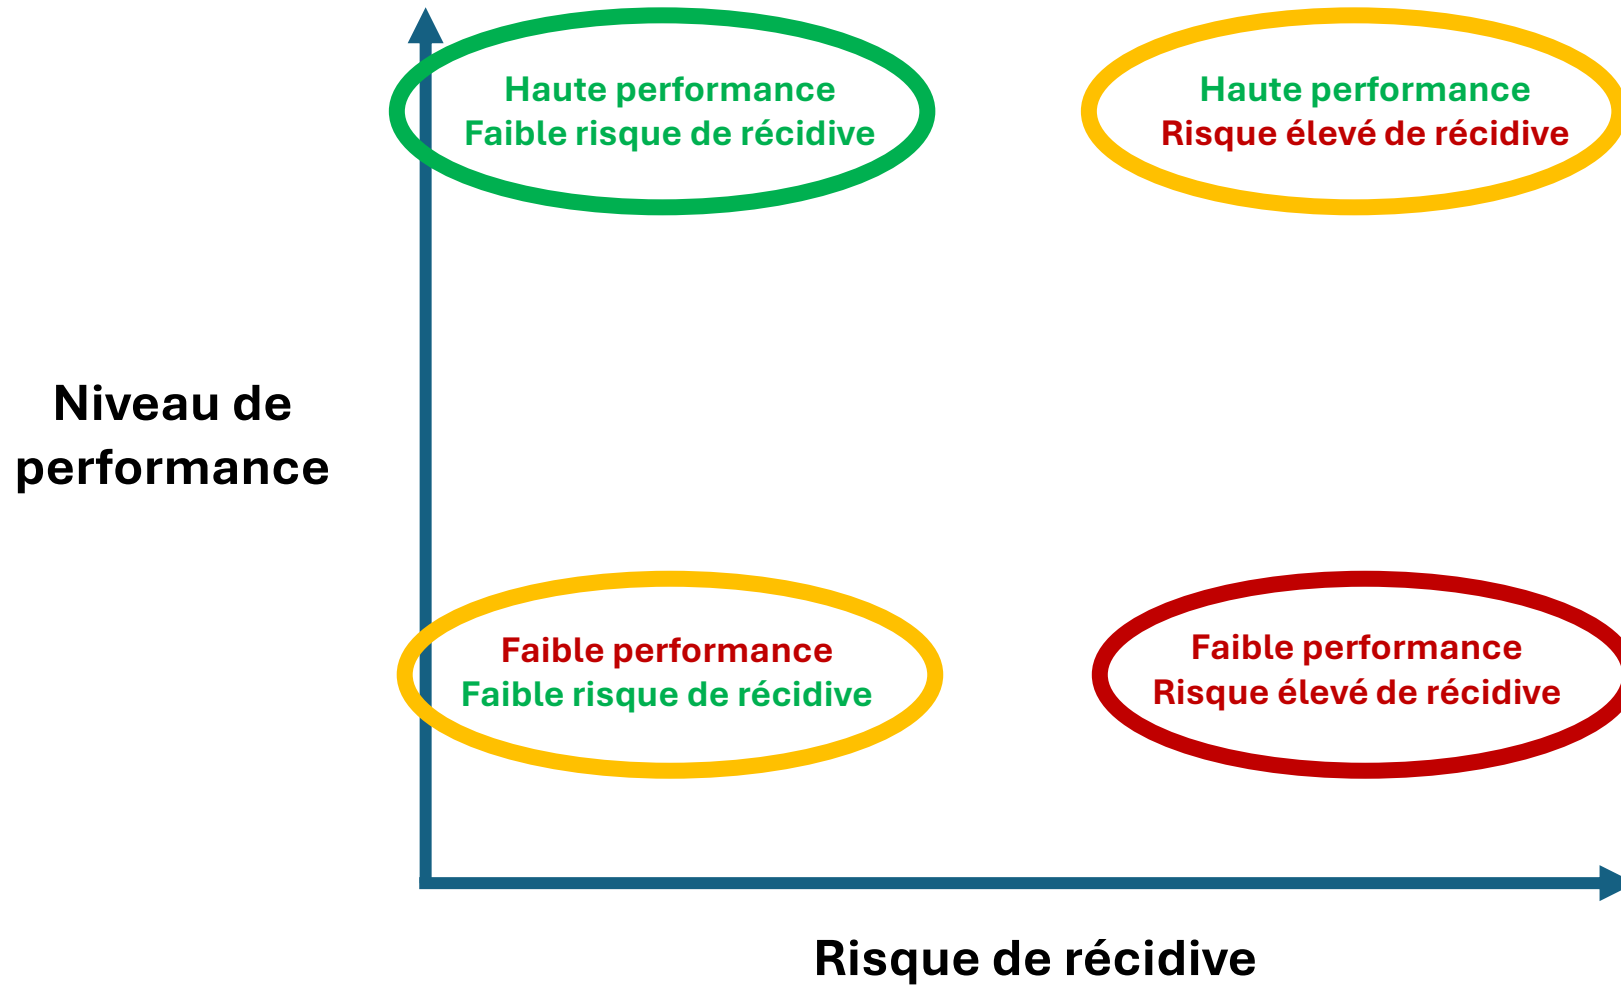 Haute performance
Faible risque de récidive
Haute performance
Risque élevé de récidive
Niveau de
performance
Faible performance
Faible risque de récidive
Faible performance
Risque élevé de récidive
Risque de récidive